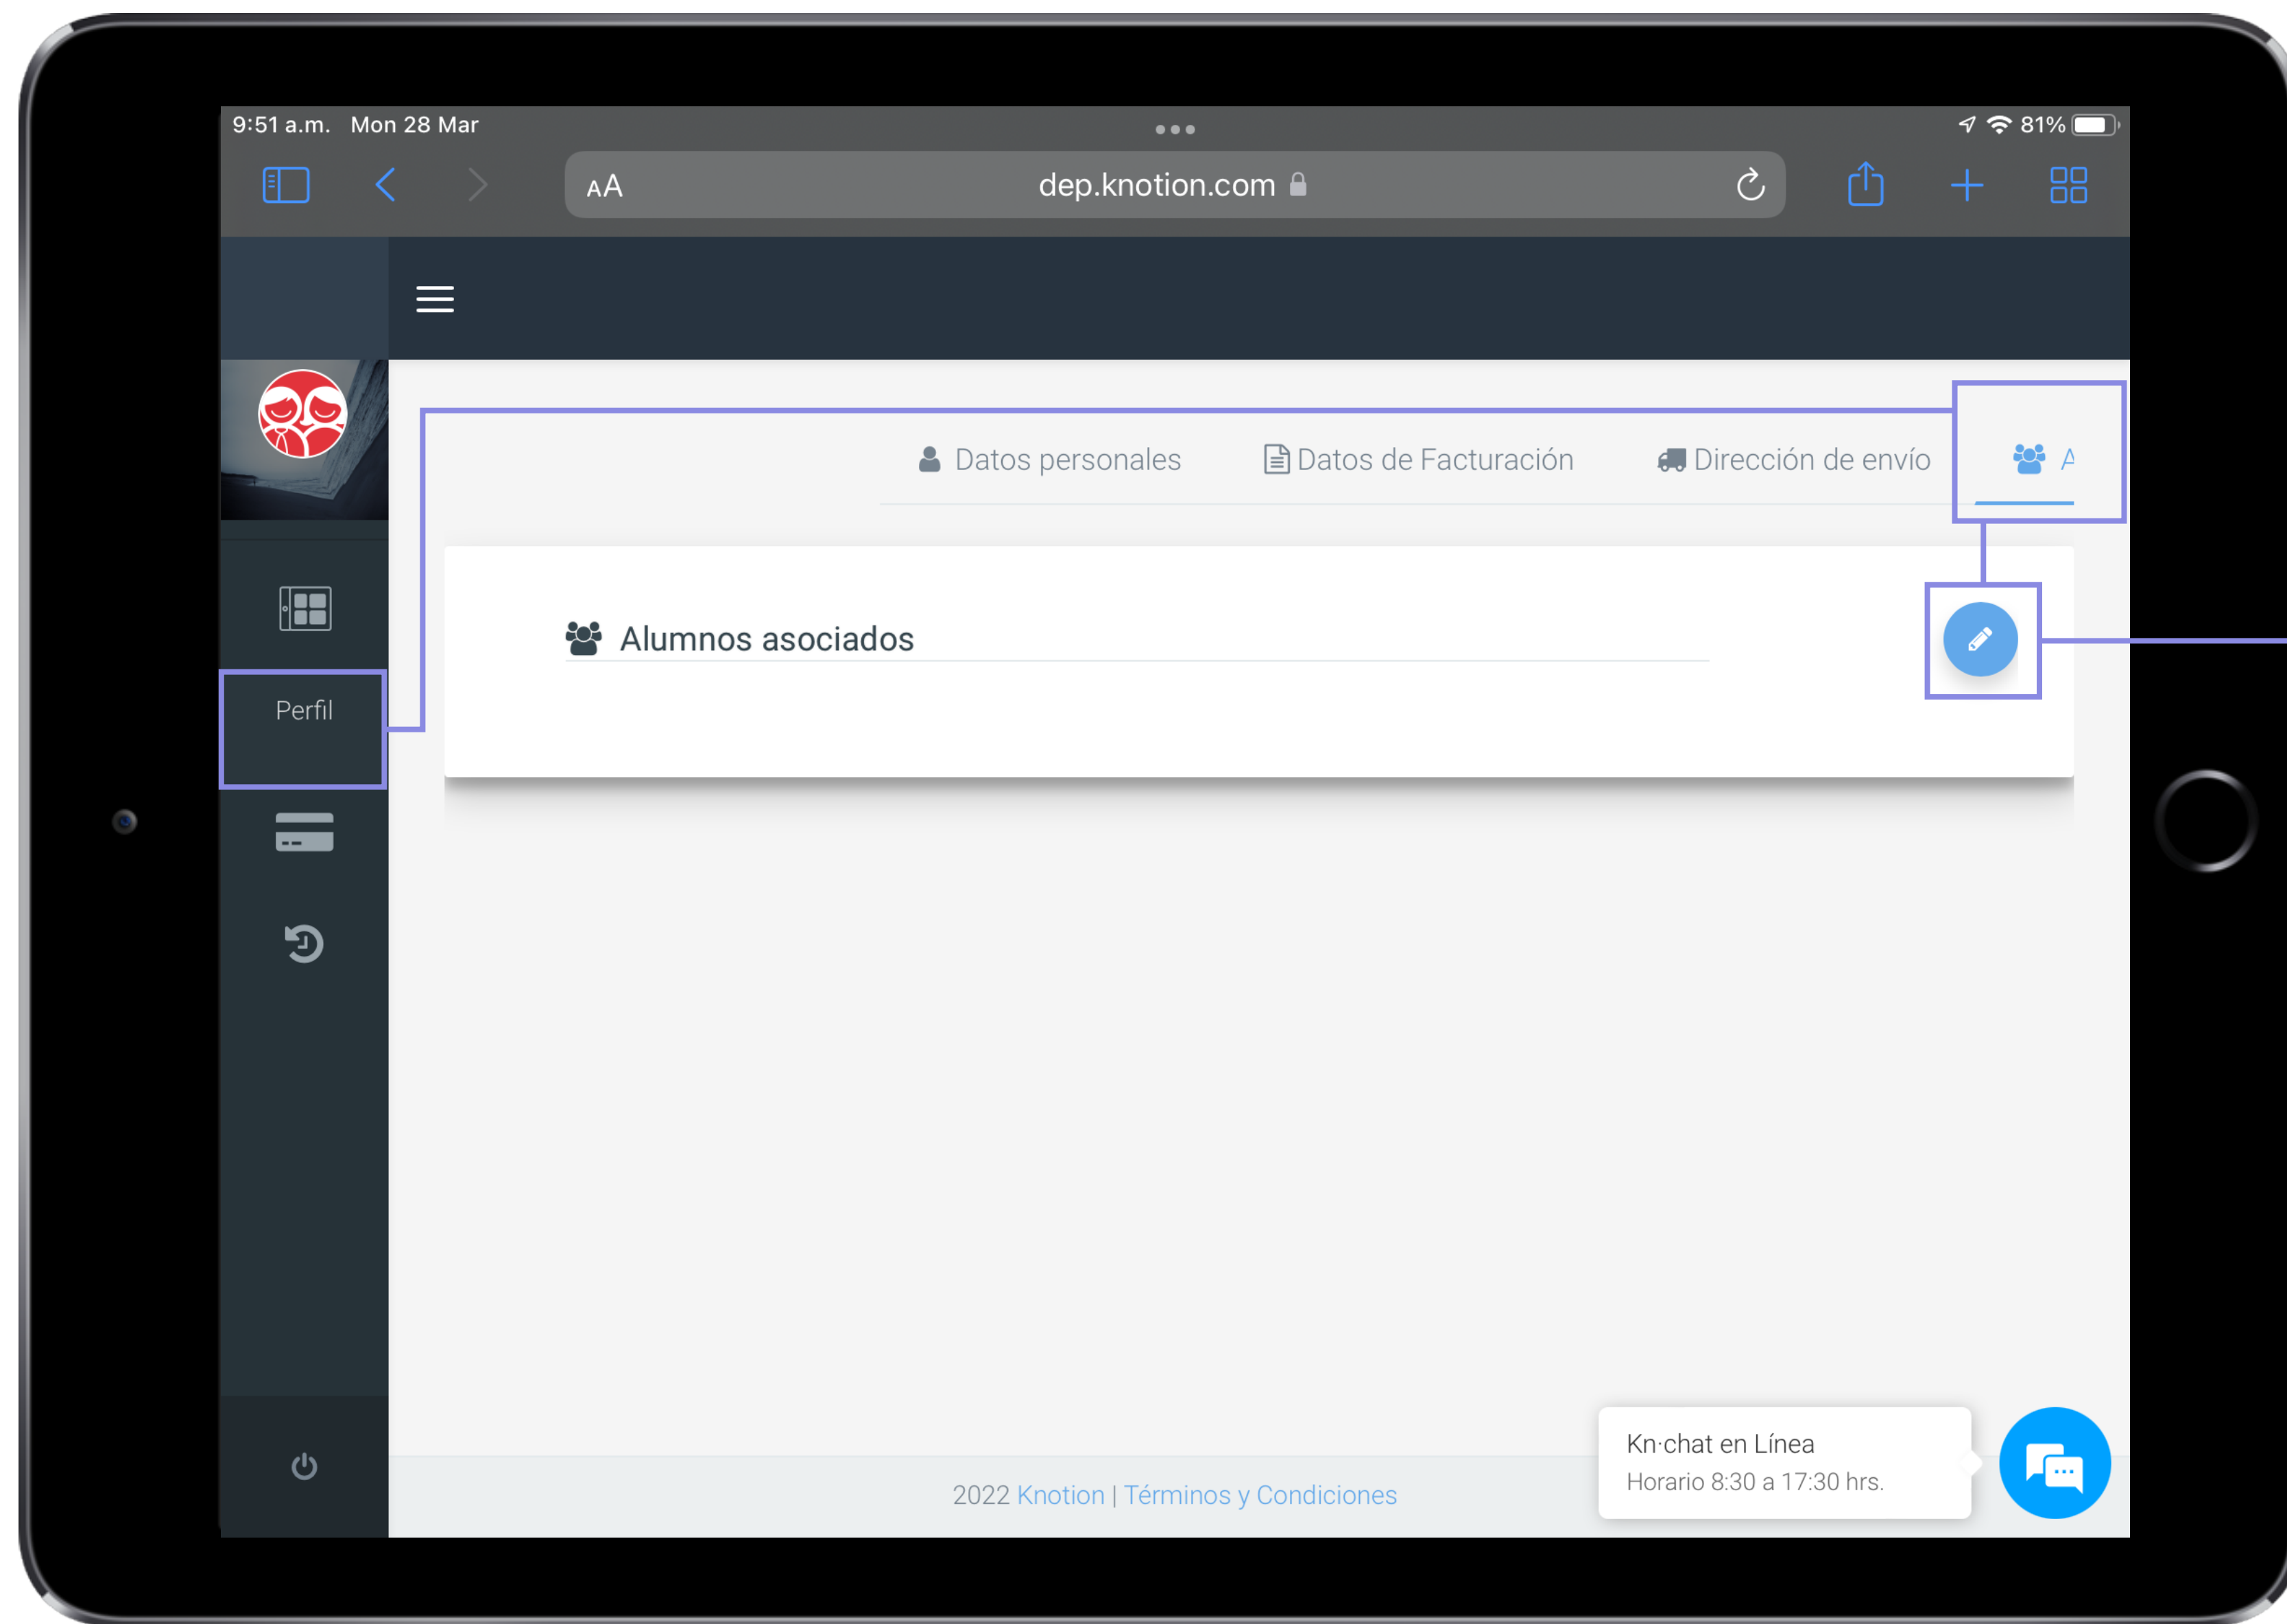 9:51 a.m. Mon 28 Mar
81%
AA
dep.knotion.com
Datos personales
Datos de Facturación
Dirección de envío
A
Alumnos asociados
Perfil
Kn·chat en Línea
Horario 8:30 a 17:30 hrs.
2022 Knotion | Términos y Condiciones